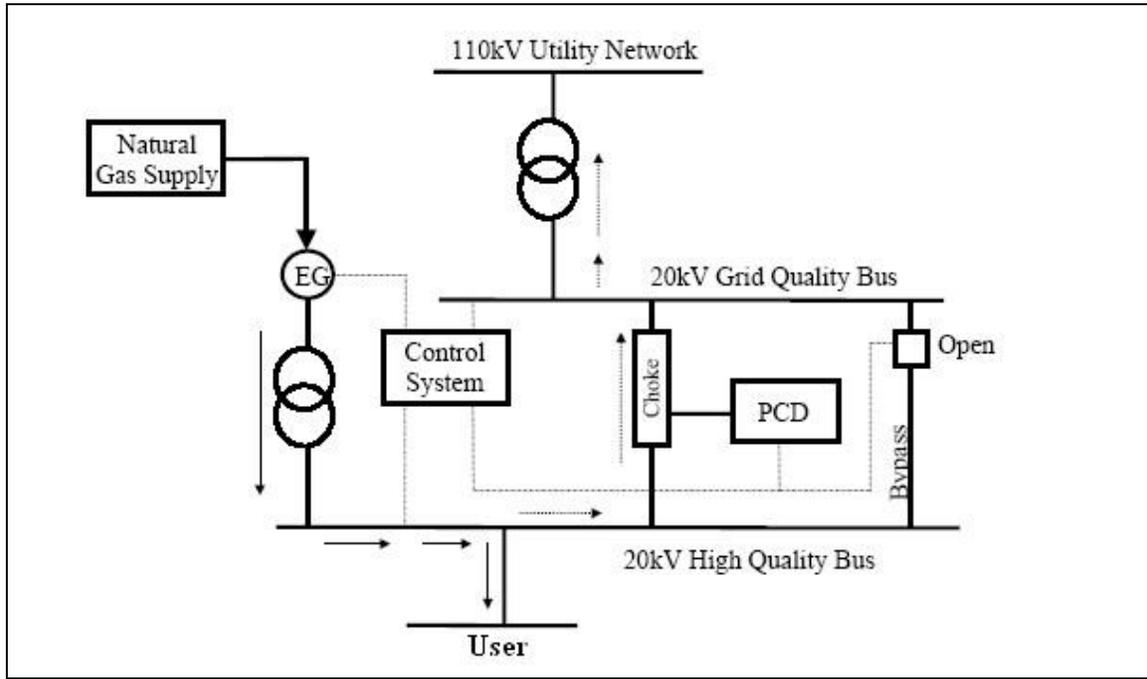 110kV Utility Network
Natural
Gas Supply
EG
20kV Grid Quality Bus
Control
System
Choke
PCD
Open
Bypass
20kV High Quality Bus
User